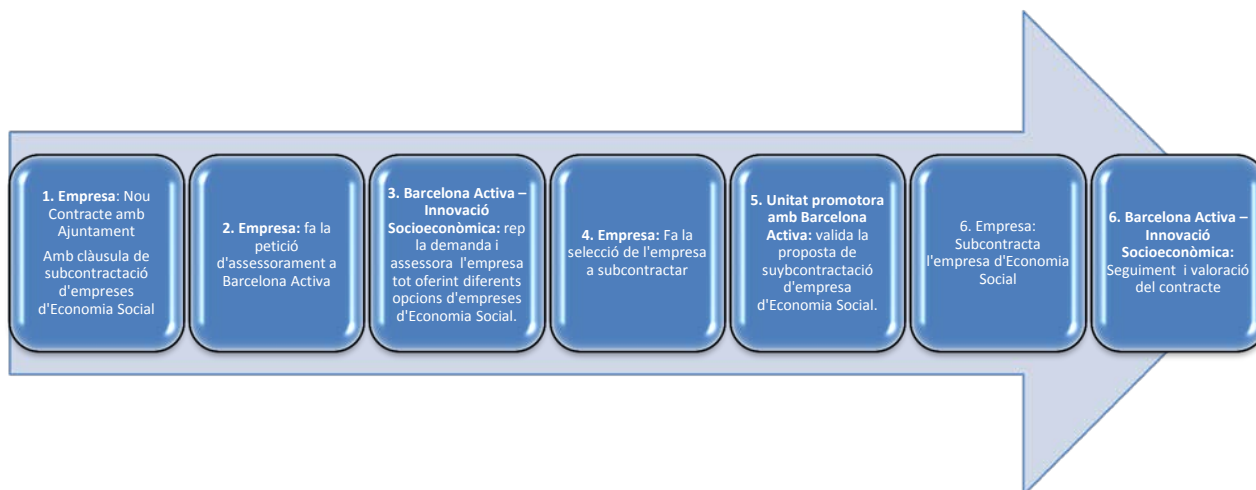 1. Empresa: Nou
Contracte amb
Ajuntament
Amb clàusula de
subcontractació
d'empreses
d'Economia Social
2. Empresa: fa la
petició
d'assessorament a
Barcelona Activa
3. Barcelona Activa –
Innovació
Socioeconòmica: rep
la demanda i
assessora l'empresa
tot oferint diferents
opcions d'empreses
d'Economia Social.
4. Empresa: Fa la
selecció de l'empresa
a subcontractar
5. Unitat promotora
amb Barcelona
Activa: valida la
proposta de
suybcontractació
d'empresa
d'Economia Social.
6. Empresa:
Subcontracta
l'empresa d'Economia
Social
6. Barcelona Activa –
Innovació
Socioeconòmica:
Seguiment i valoració
del contracte